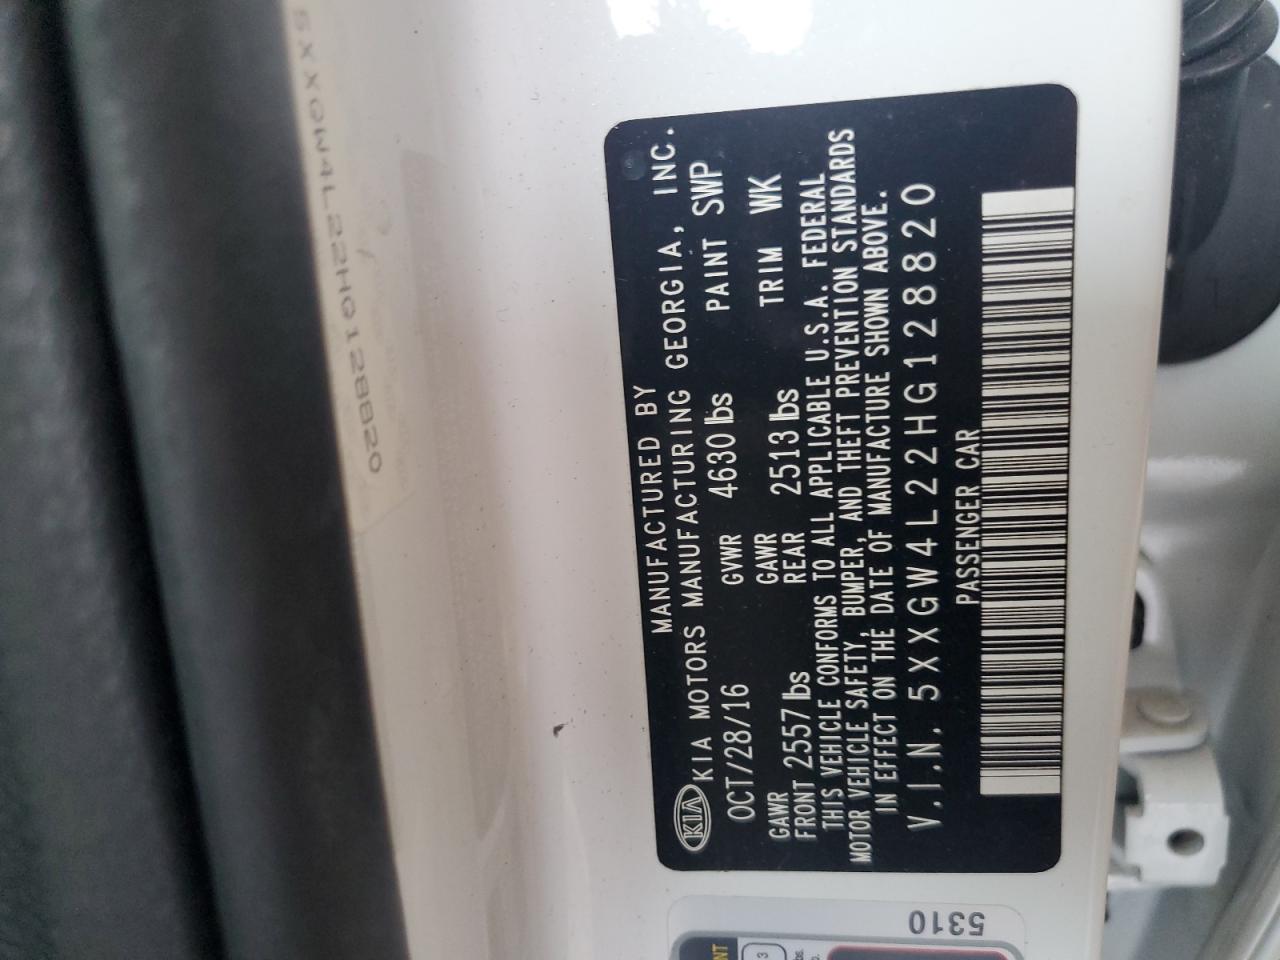 MANUFACTURED BY
KIA KIA MOTORS MANUFACTURING GEORGIA, INC.
OCT/28/16 GVWR 4630 lbs PAINT SWP
GAWR GAWR
FRONT 2557 lbs REAR 2513 lbs TRIM WK
THIS VEHICLE CONFORMS TO ALL APPLICABLE U.S.A. FEDERAL
MOTOR VEHICLE SAFETY, BUMPER, AND THEFT PREVENTION STANDARDS
IN EFFECT ON THE DATE OF MANUFACTURE SHOWN ABOVE.
V.I.N. 5XXGW4L22HG128820
PASSENGER CAR
5XXGW4L22HG128820
5310
3